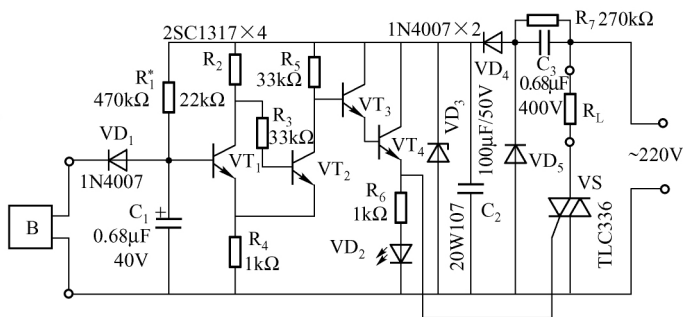 2SC1317×4
1N4007×2
R7 270kΩ
R2
R5
33kΩ
R1*
470kΩ
22kΩ
VD4
C3
0.68μF
400V
RL
VT3
R3
33kΩ
VD1
1N4007
VT1
VT2
VT4
VD3
100μF/50V
VD5
~220V
C1 +
0.68μF
40V
B
R4
1kΩ
R6
1kΩ
VD2
20W107
C2
VS
TLC336